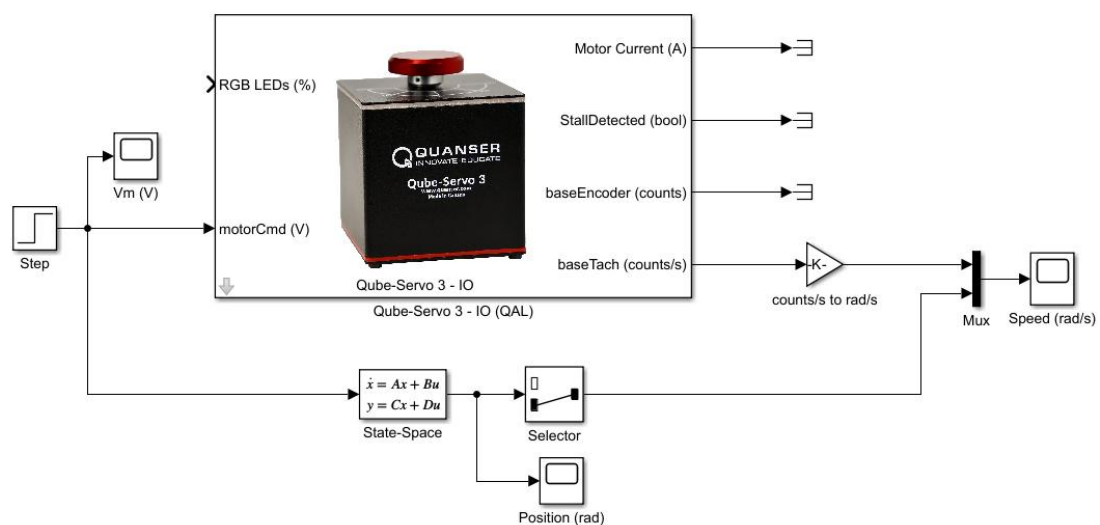 Motor Current (A)
RGB LEDs (%)
StallDetected (bool)
QUANSER
INNOVATE·EDUCATE
Qube-Servo 3
Vm (V)
baseEncoder (counts)
motorCmd (V)
Step
baseTach (counts/s)
-K-
Qube-Servo 3 - IO
counts/s to rad/s
Qube-Servo 3 - IO (QAL)
Mux
Speed (rad/s)
ẋ = Ax + Bu
y = Cx + Du
State-Space
Selector
Position (rad)